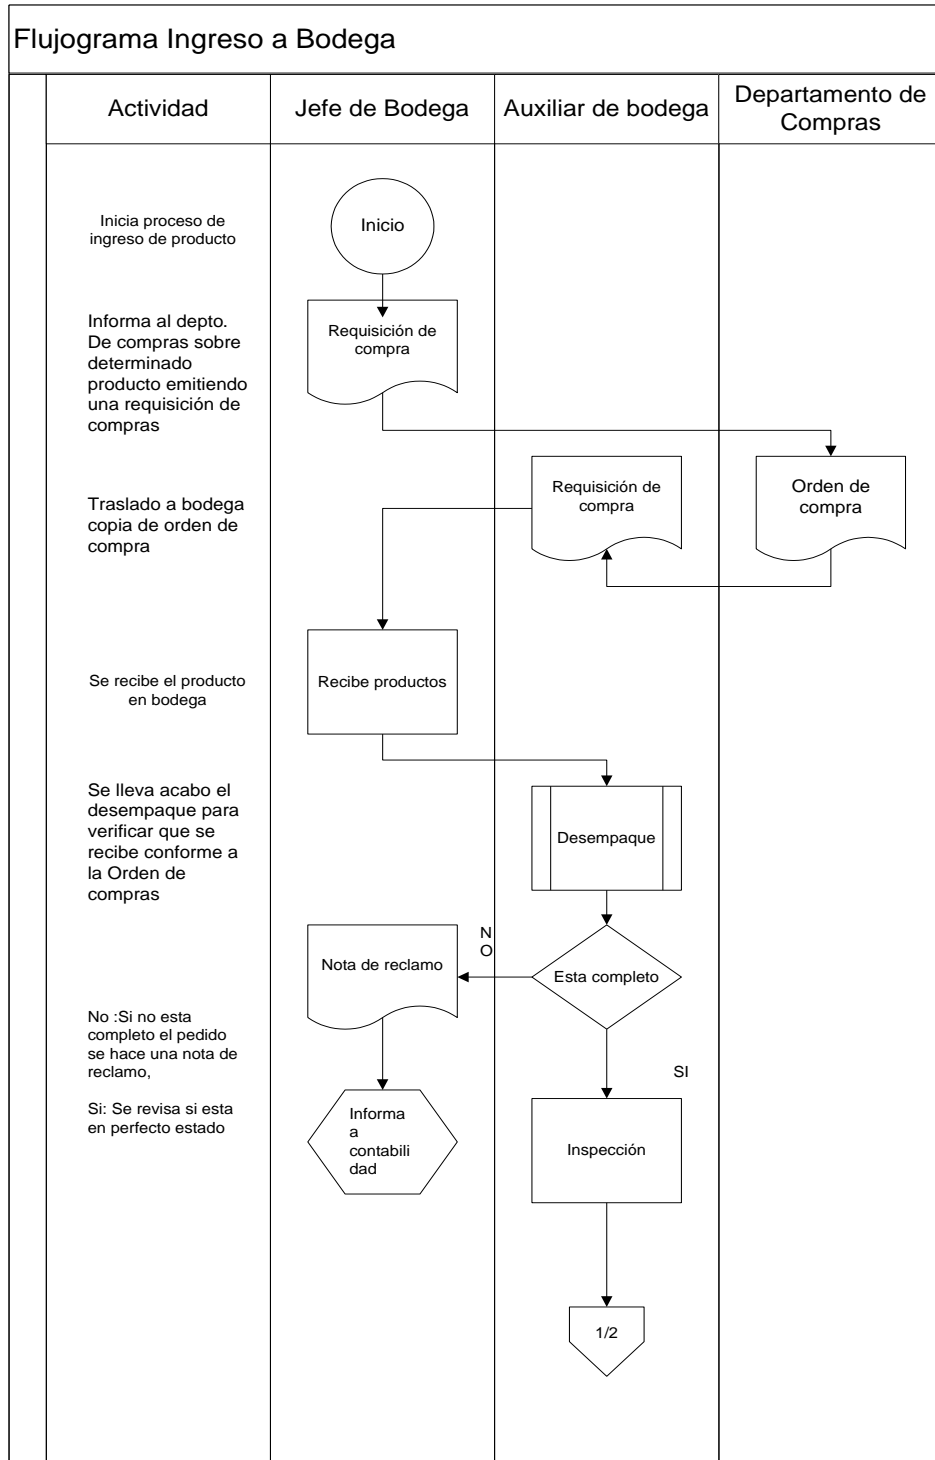 Flujograma Ingreso a Bodega
Actividad
Jefe de Bodega
Auxiliar de bodega
Departamento de
Compras
Inicia proceso de
ingreso de producto
Inicio
Informa al depto.
De compras sobre
determinado
producto emitiendo
una requisición de
compras
Requisición de
compra
Traslado a bodega
copia de orden de
compra
Requisición de
compra
Orden de
compra
Se recibe el producto
en bodega
Recibe productos
Se lleva acabo el
desempaque para
verificar que se
recibe conforme a
la Orden de
compras
Desempaque
Nota de reclamo
N
O
Esta completo
No :Si no esta
completo el pedido
se hace una nota de
reclamo,
Si: Se revisa si esta
en perfecto estado
SI
Informa
a
contabili
dad
Inspección
1/2